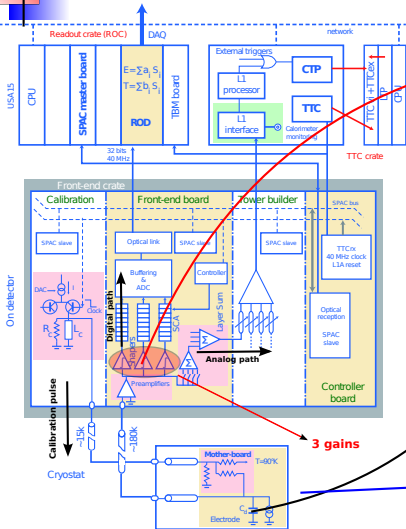 Readout crate (ROC)
DAQ
network
USA15
CPU
SPAC master board
E=∑aᵢ Sᵢ
T=∑bᵢ Sᵢ
ROD
TBM board
External triggers
CTP
L1
processor
TTC
L1
interface
Calorimeter
monitoring
LTP
CPU
32 bits
40 MHz
TTC crate
Front-end crate
On detector
Calibration
Front-end board
Tower builder
SPAC bus
SPAC slave
Optical link
SPAC slave
SPAC slave
TTCrx
40 MHz clock
L1A reset
DAC
Clock
Buffering
&
ADC
Controller
Digital path
SCA
Layer Sum
Optical
reception
SPAC
slave
Shapers
∑
∑
Analog path
Preamplifiers
Controller
board
Calibration pulse
~15k
~180k
3 gains
Cryostat
Mother-board
T=90°K
Electrode